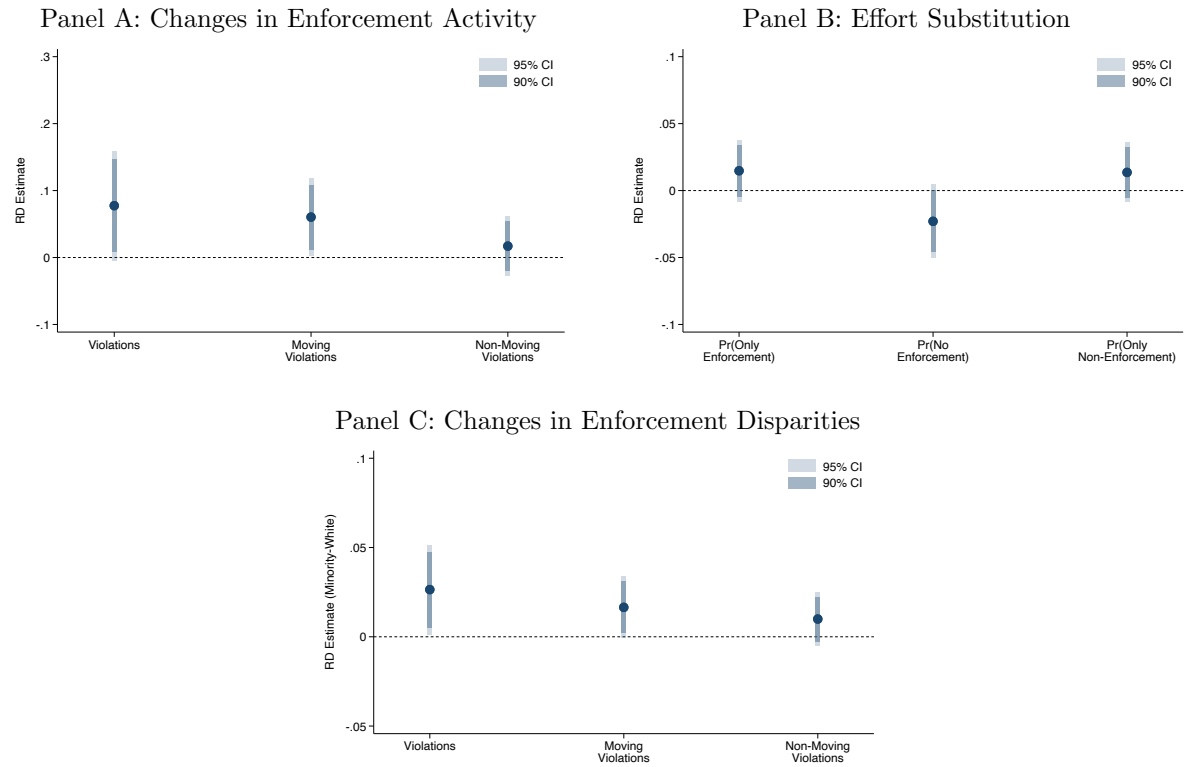 Panel A: Changes in Enforcement Activity
.3
.2
.1
0
-.1
RD Estimate
95% CI
90% CI
Violations
Moving
Violations
Non-Moving
Violations
Panel B: Effort Substitution
.1
.05
0
-.05
-.1
RD Estimate
95% CI
90% CI
Pr(Only
Enforcement)
Pr(No
Enforcement)
Pr(Only
Non-Enforcement)
Panel C: Changes in Enforcement Disparities
.1
.05
0
-.05
RD Estimate (Minority-White)
95% CI
90% CI
Violations
Moving
Violations
Non-Moving
Violations